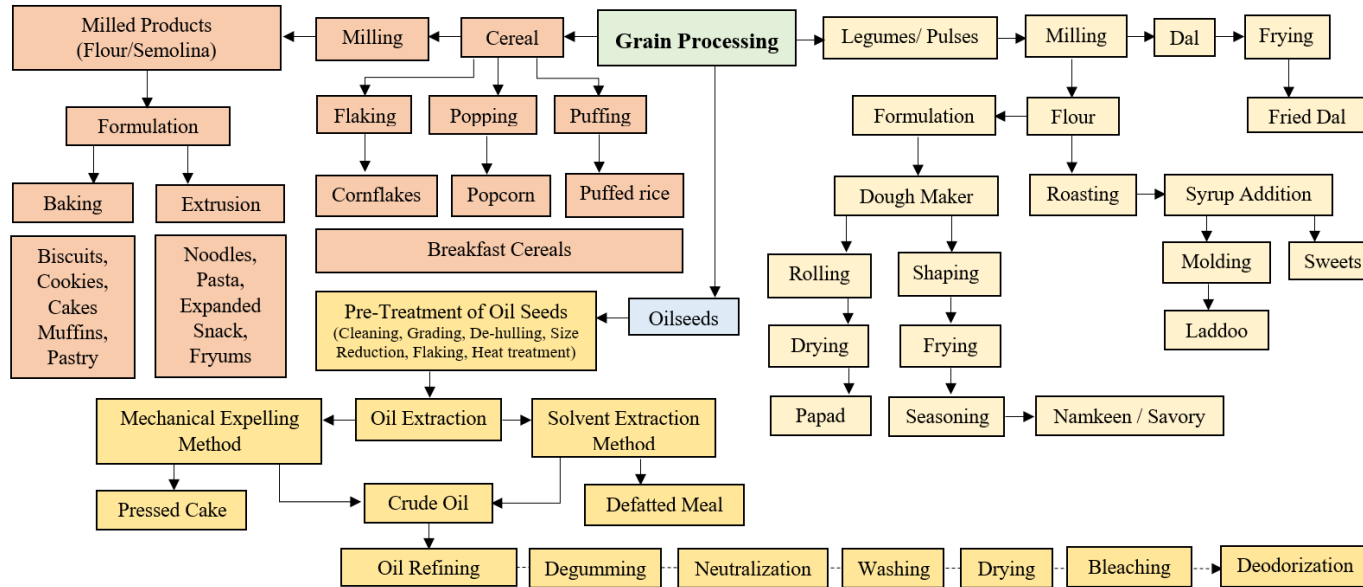 Milled Products
(Flour/Semolina)
Milling
Cereal
Grain Processing
Legumes/ Pulses
Milling
Dal
Frying
Formulation
Flaking
Popping
Puffing
Formulation
Flour
Fried Dal
Baking
Extrusion
Cornflakes
Popcorn
Puffed rice
Dough Maker
Roasting
Syrup Addition
Biscuits,
Cookies,
Cakes
Muffins,
Pastry
Noodles,
Pasta,
Expanded
Snack,
Fryums
Breakfast Cereals
Rolling
Shaping
Molding
Sweets
Pre-Treatment of Oil Seeds
(Cleaning, Grading, De-hulling, Size
Reduction, Flaking, Heat treatment)
Oilseeds
Drying
Frying
Laddoo
Mechanical Expelling
Method
Oil Extraction
Solvent Extraction
Method
Papad
Seasoning
Namkeen / Savory
Pressed Cake
Crude Oil
Defatted Meal
Oil Refining
Degumming
Neutralization
Washing
Drying
Bleaching
Deodorization